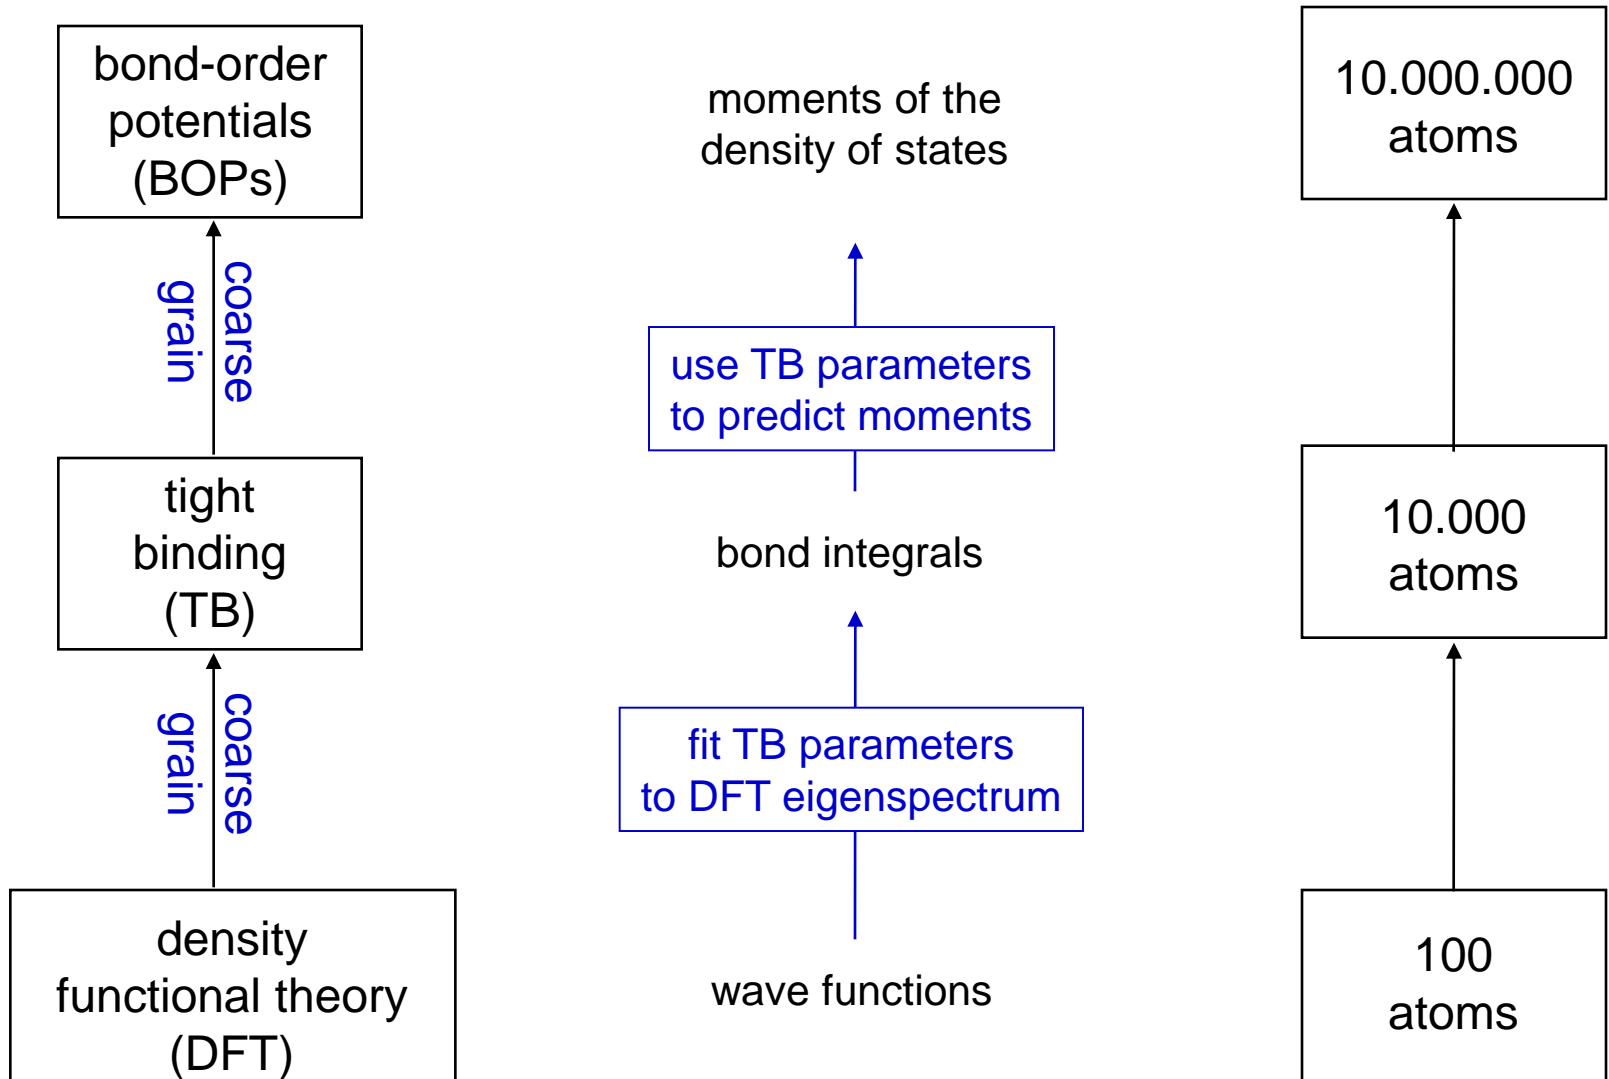 bond-order
potentials
(BOPs)
moments of the
density of states
10.000.000
atoms
coarse
grain
use TB parameters
to predict moments
tight
binding
(TB)
bond integrals
10.000
atoms
coarse
grain
fit TB parameters
to DFT eigenspectrum
density
functional theory
(DFT)
wave functions
100
atoms